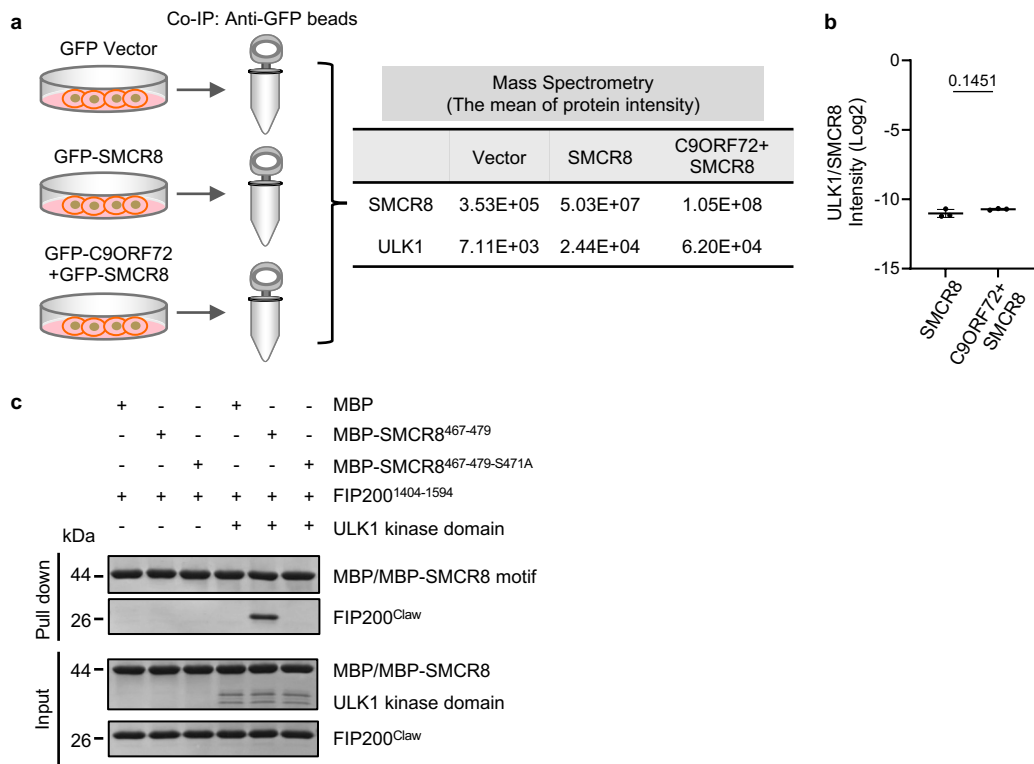 a
Co-IP: Anti-GFP beads
GFP Vector
GFP-SMCR8
GFP-C9ORF72
+GFP-SMCR8
Mass Spectrometry
(The mean of protein intensity)
Vector SMCR8 C9ORF72+
SMCR8
SMCR8 3.53E+05 5.03E+07 1.05E+08
ULK1 7.11E+03 2.44E+04 6.20E+04
b
ULK1/SMCR8
Intensity (Log2)
0
-5
-10
-15
0.1451
SMCR8
C9ORF72+
SMCR8
c
+ - - + - - MBP
- + - - + - MBP-SMCR8467-479
- - + - - + MBP-SMCR8467-479-S471A
+ + + + + + FIP2001404-1594
- - - + + + ULK1 kinase domain
kDa
Pull down
44 MBP/MBP-SMCR8 motif
26 FIP200Claw
Input
44 MBP/MBP-SMCR8
ULK1 kinase domain
26 FIP200Claw